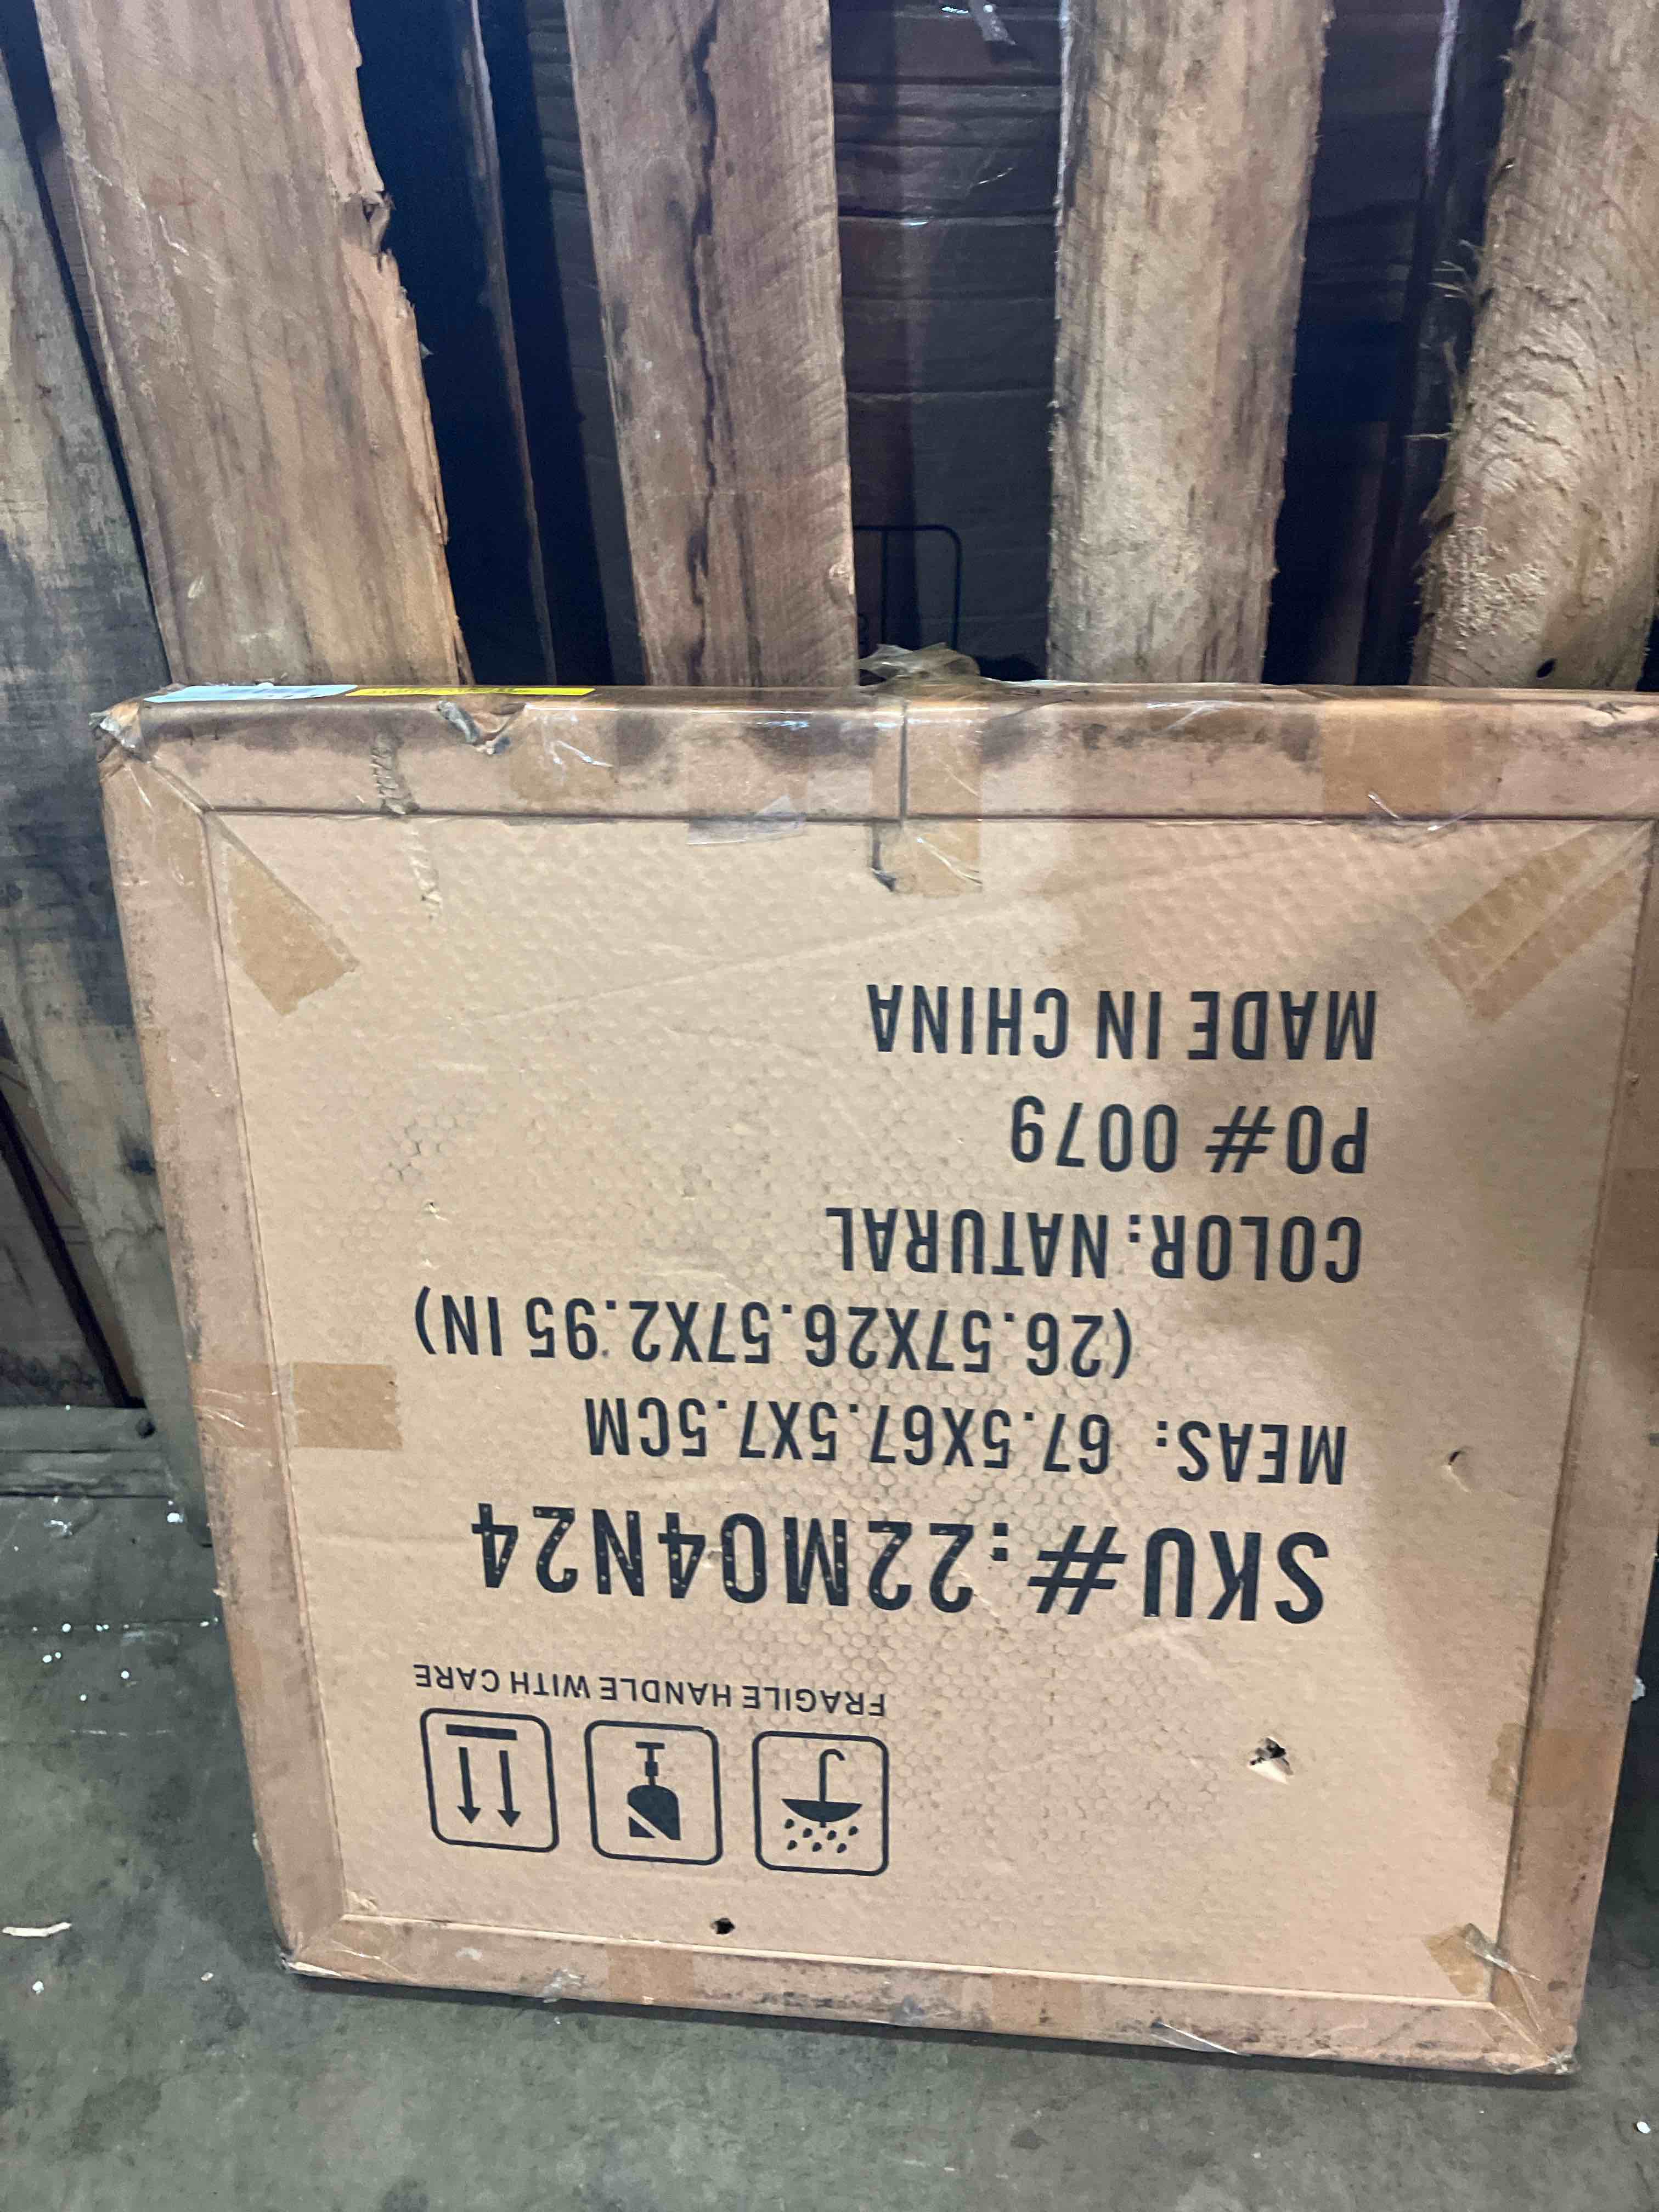 FRAGILE HANDLE WITH CARE
SKU#:22M04N24
MEAS: 67.5X67.5X7.5CM
(26.57X26.57X2.95 IN)
COLOR: NATURAL
PO# 0079
MADE IN CHINA